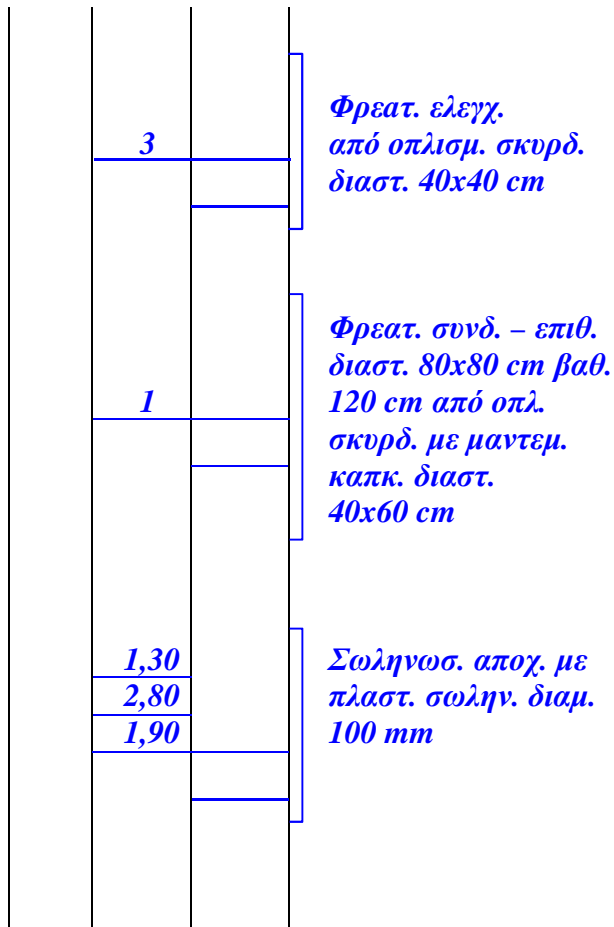 Φρεατ. ελεγχ.
3 από οπλισμ. σκυρδ.
διαστ. 40x40 cm
Φρεατ. συνδ. – επιθ.
διαστ. 80x80 cm βαθ.
1 120 cm από οπλ.
σκυρδ. με μαντεμ.
καπκ. διαστ.
40x60 cm
1,30 Σωληνωσ. αποχ. με
2,80 πλαστ. σωλην. διαμ.
1,90 100 mm